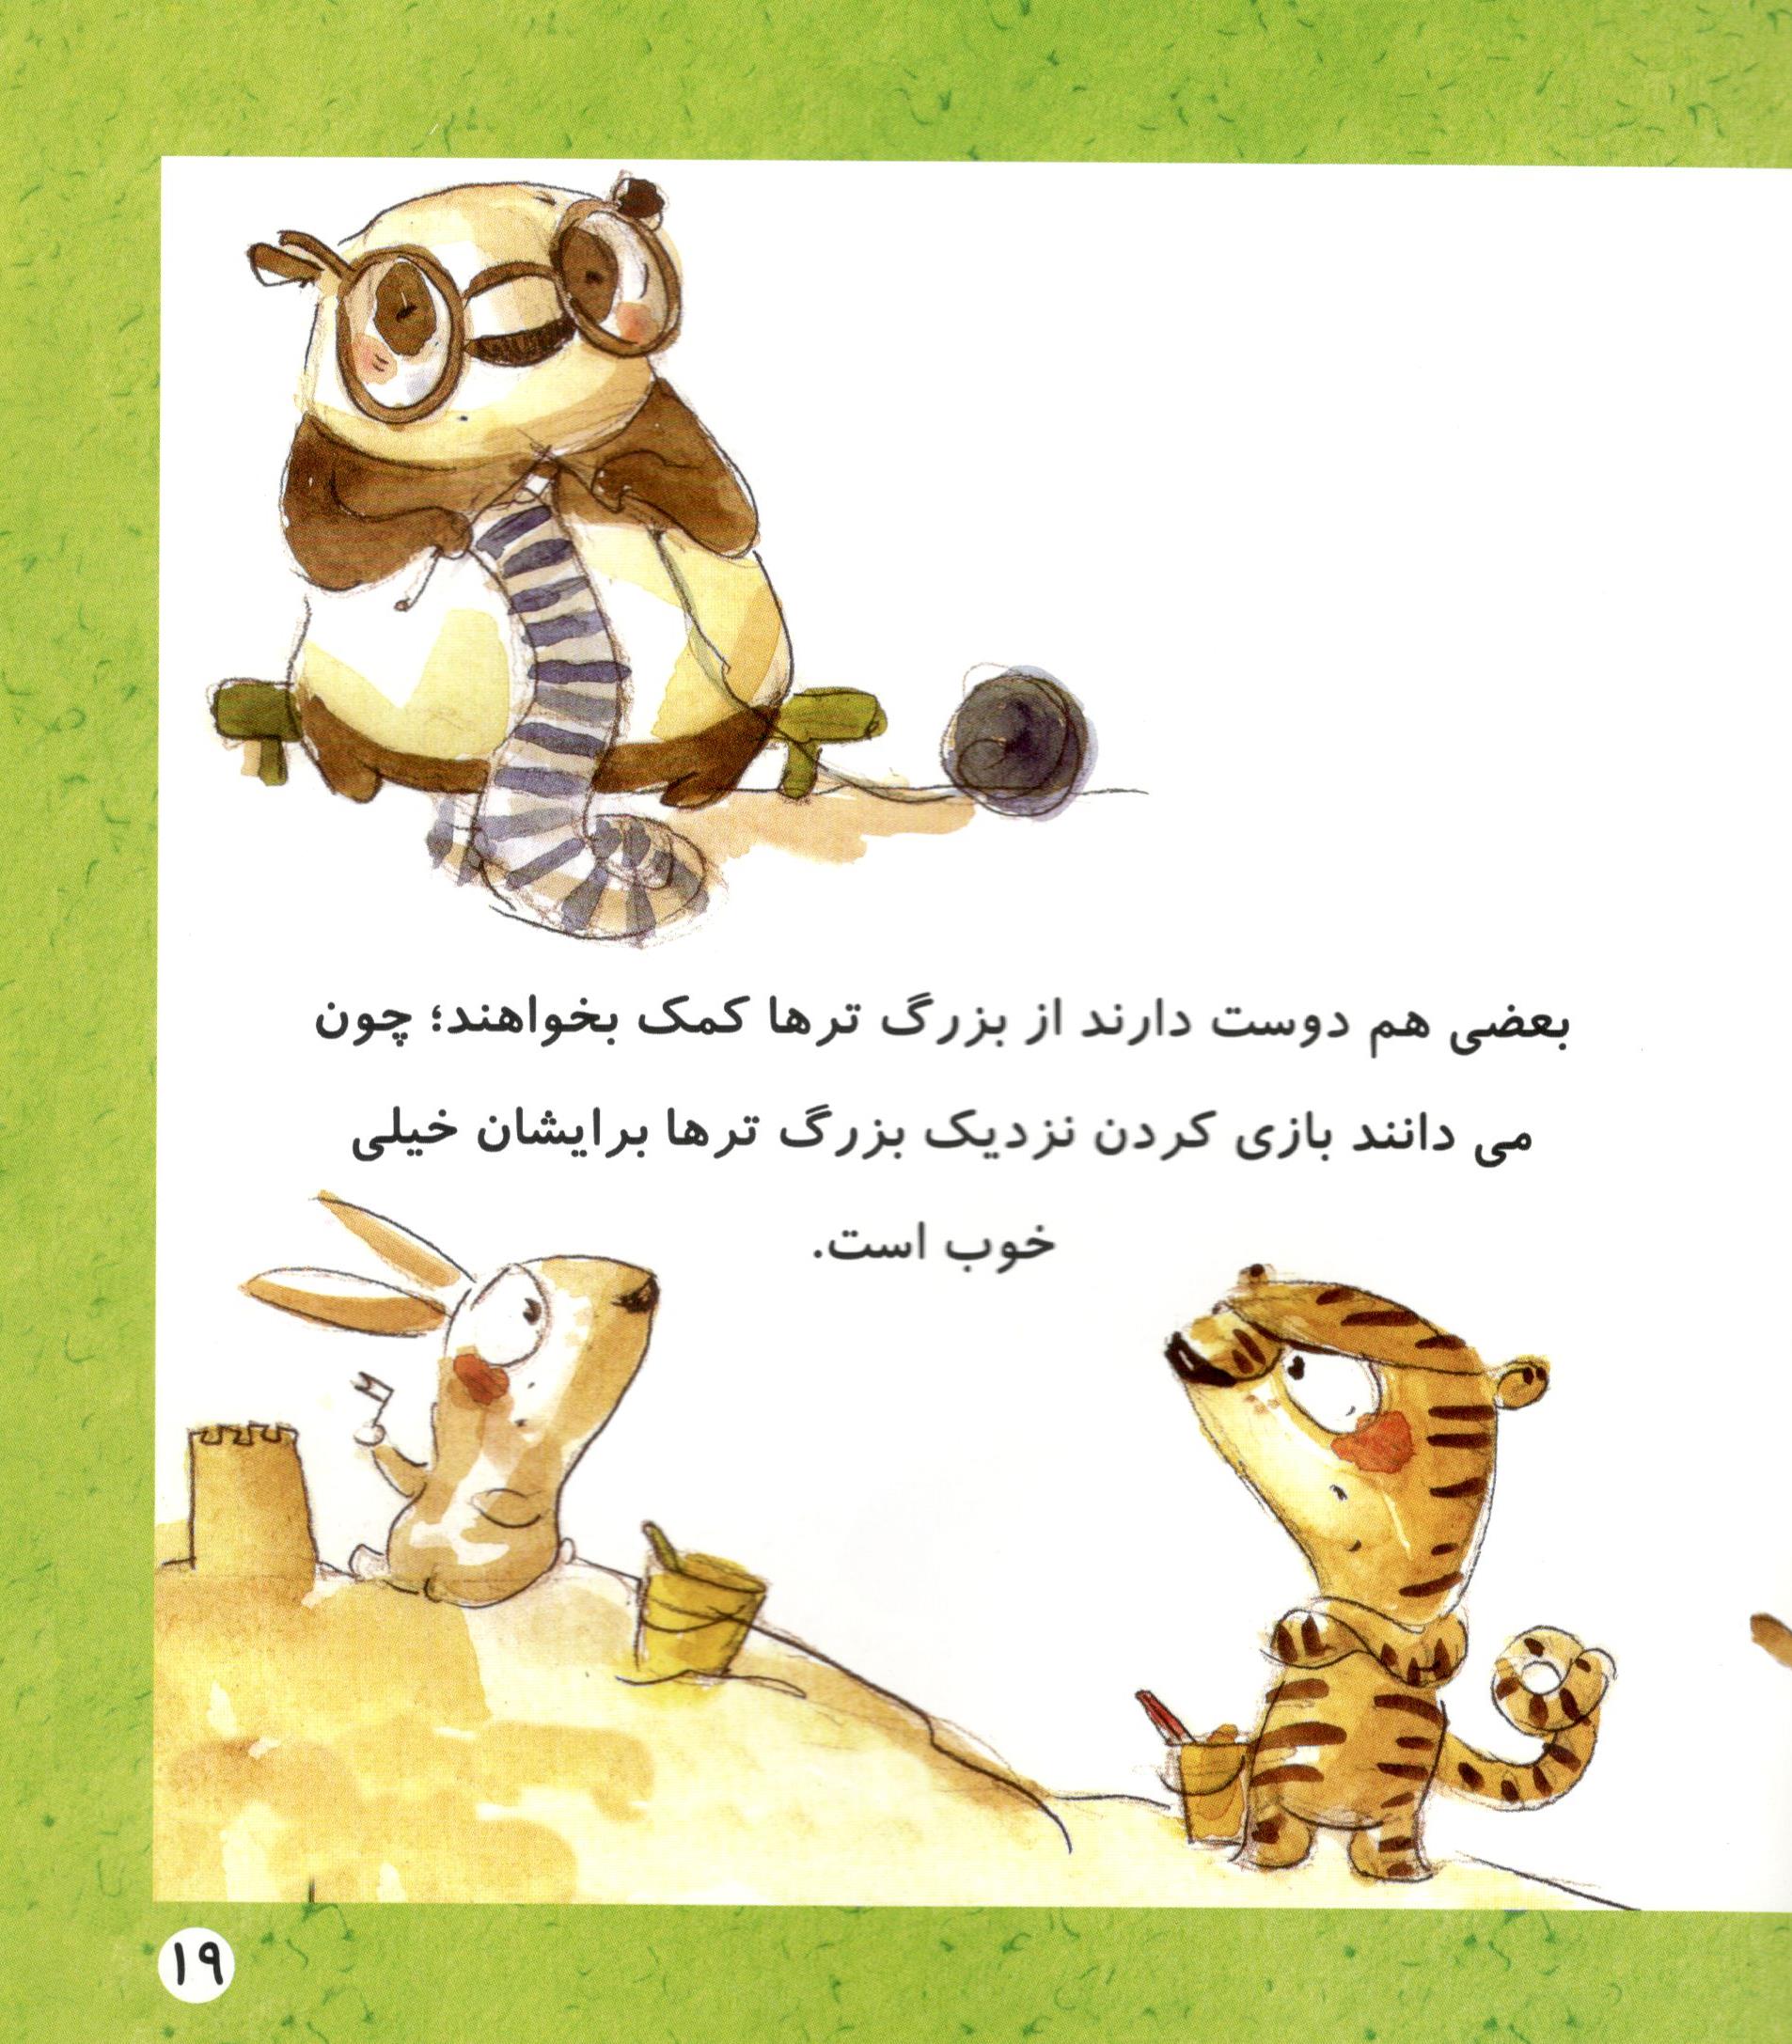 بعضی هم دوست دارند از بزرگ ترها کمک بخواهند؛ چون
می دانند بازی کردن نزدیک بزرگ ترها برایشان خیلی
خوب است.
۱۹